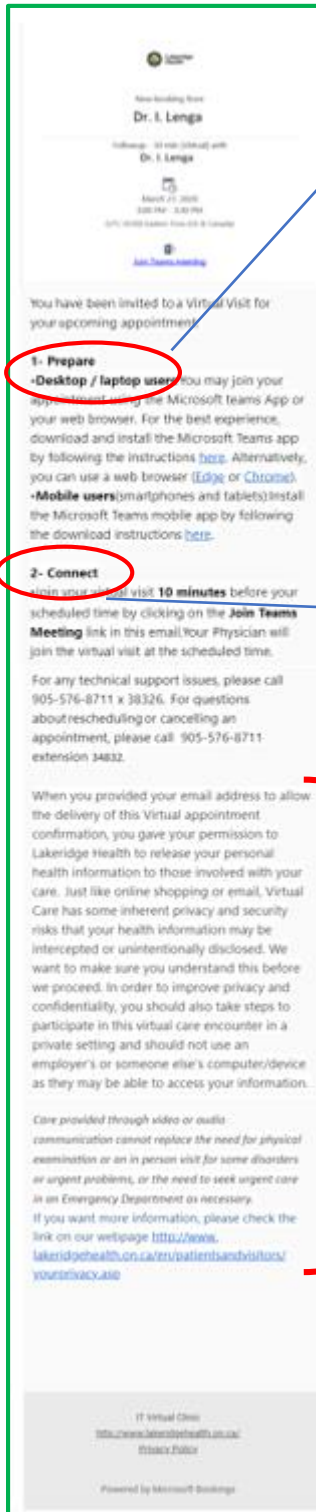 Lakeridge
Health
New booking from
Dr. I. Lenga
Dr. I. Lenga
3:00 PM - 3:30 PM
Join Teams meeting
You have been invited to a Virtual Visit for
your upcoming appointment.
1- Prepare
•Desktop / laptop users You may join your
appointment using the Microsoft teams App or
your web browser. For the best experience,
download and install the Microsoft Teams app
by following the instructions here. Alternatively,
you can use a web browser (Edge or Chrome).
•Mobile users(smartphones and tablets)Install
the Microsoft Teams mobile app by following
the download instructions here.
2- Connect
•Join your virtual visit 10 minutes before your
scheduled time by clicking on the Join Teams
Meeting link in this email.Your Physician will
join the virtual visit at the scheduled time.
For any technical support issues, please call
905-576-8711 x 38326. For questions
about rescheduling or cancelling an
appointment, please call 905-576-8711
extension 34832.
When you provided your email address to allow
the delivery of this Virtual appointment
confirmation, you gave your permission to
Lakeridge Health to release your personal
health information to those involved with your
care. Just like online shopping or email, Virtual
Care has some inherent privacy and security
risks that your health information may be
intercepted or unintentionally disclosed. We
want to make sure you understand this before
we proceed. In order to improve privacy and
confidentiality, you should also take steps to
participate in this virtual care encounter in a
private setting and should not use an
employer's or someone else's computer/device
as they may be able to access your information.
Care provided through video or audio
communication cannot replace the need for physical
examination or an in person visit for some disorders
or urgent problems, or the need to seek urgent care
in an Emergency Department as necessary.
If you want more information, please check the
link on our webpage http://www.
lakeridgehealth.on.ca/en/patientsandvisitors/
yourprivacy.asp
IT Virtual Clinic
http://www.lakeridgehealth.on.ca/
Privacy Policy
Powered by Microsoft Bookings